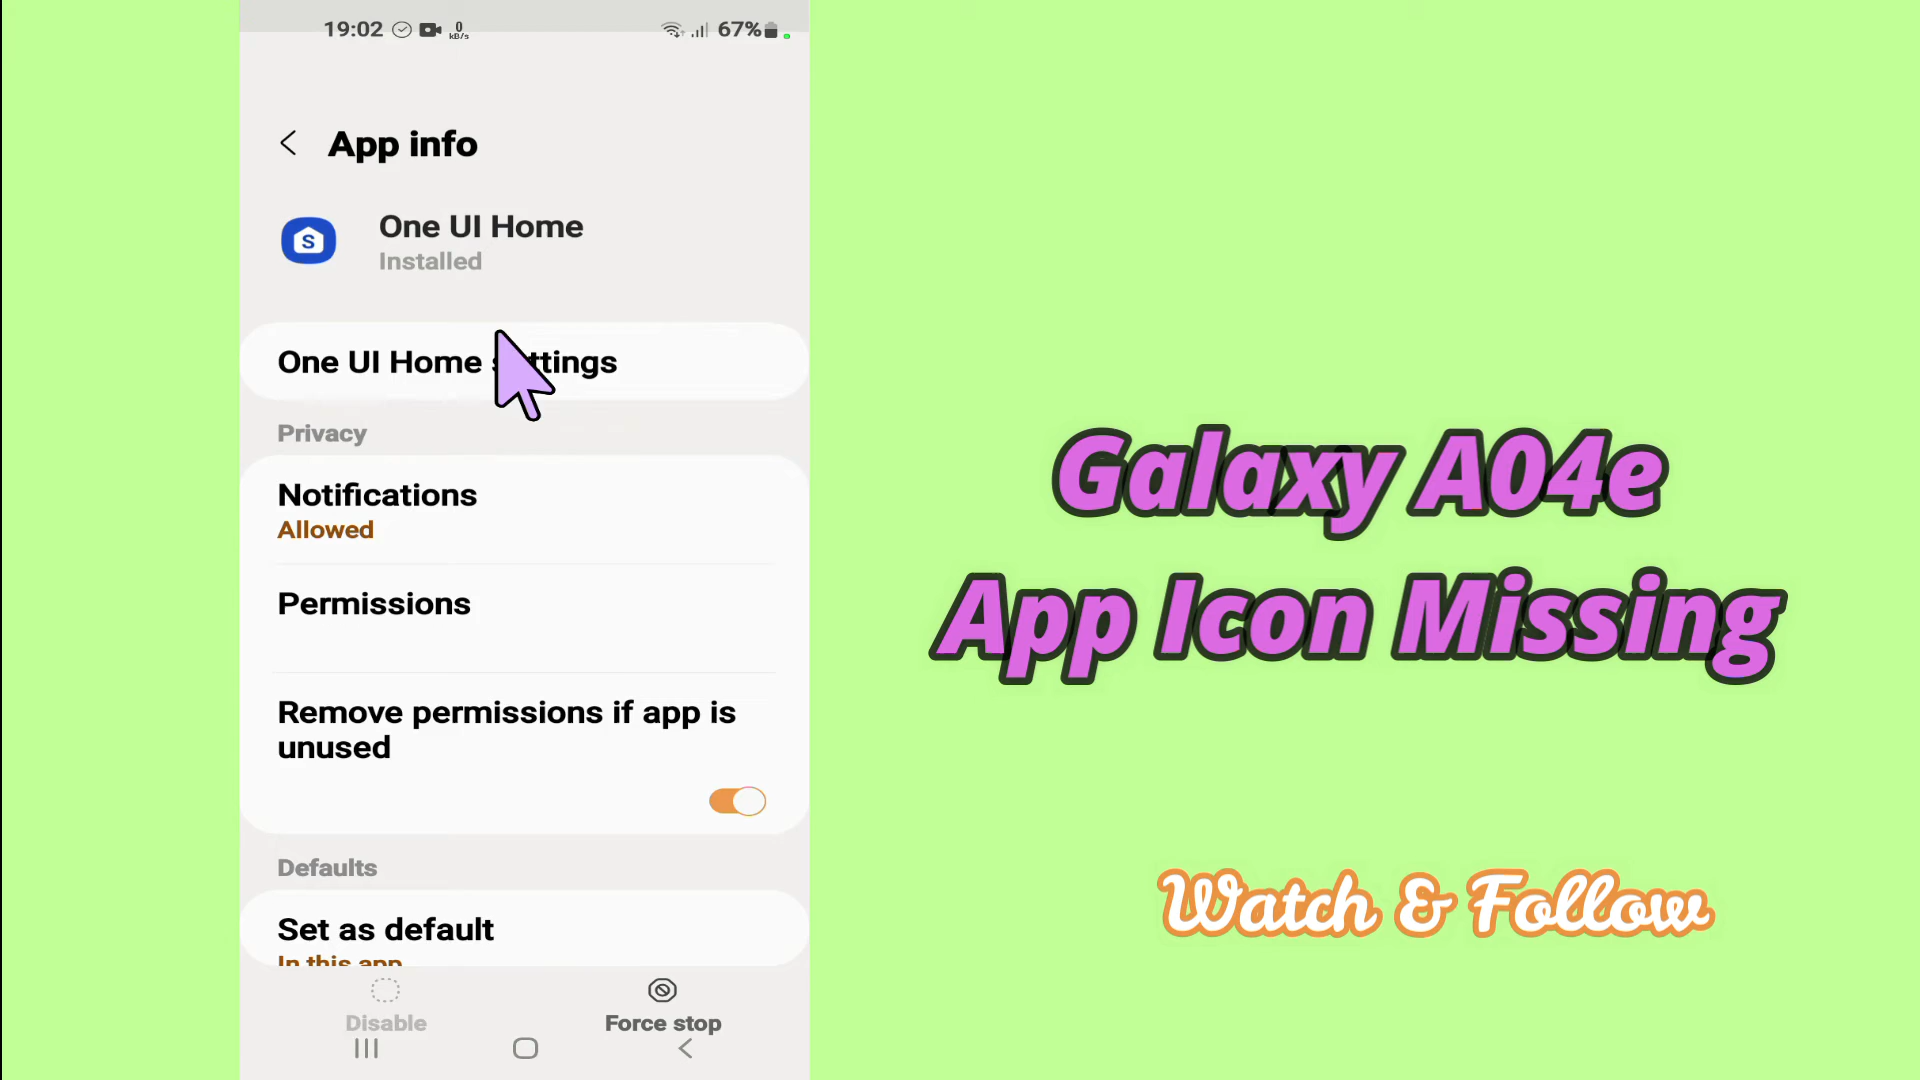 19:02 0 kB/s 67%
App info
S
One UI Home
Installed
One UI Home settings
Privacy
Notifications
Allowed
Permissions
Remove permissions if app is
unused
Defaults
Set as default
In this app
Disable
Force stop
Galaxy A04e
App Icon Missing
Watch & Follow